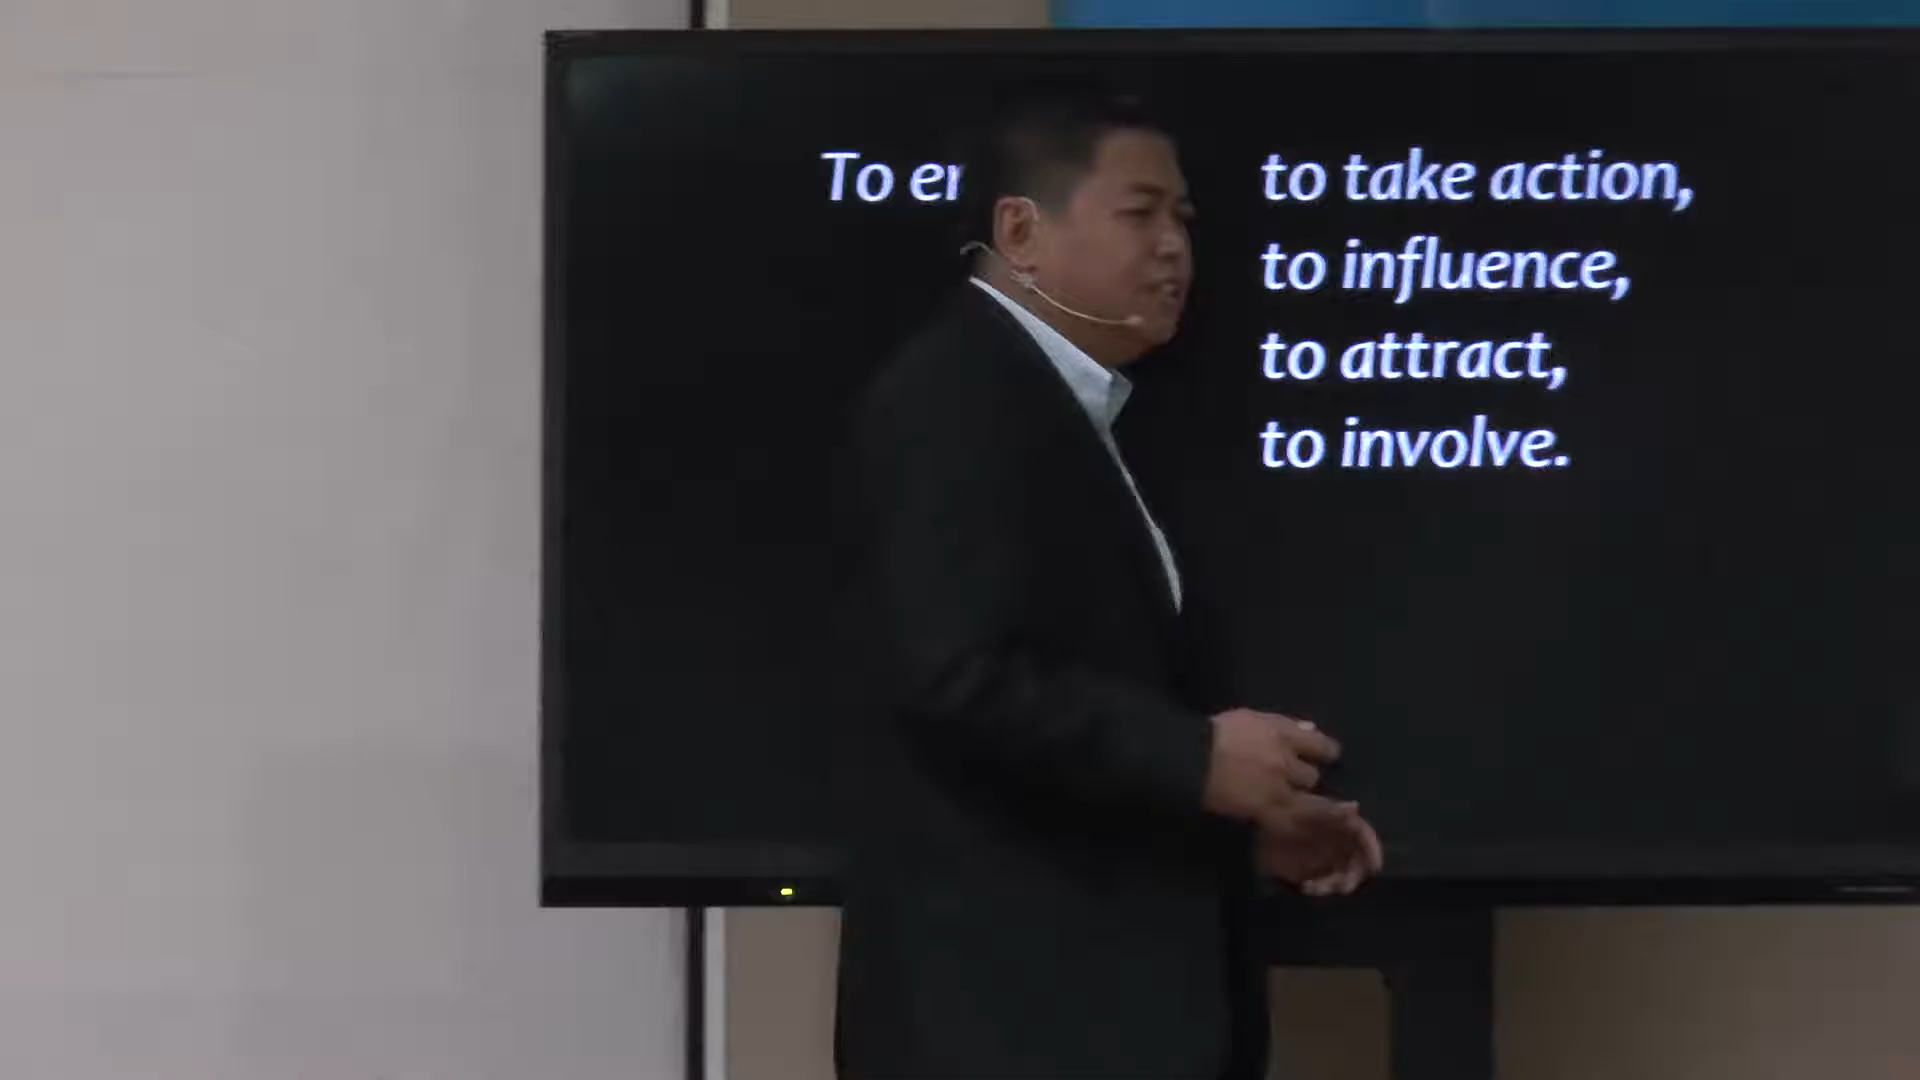 To to take action,
to influence,
to attract,
to involve.